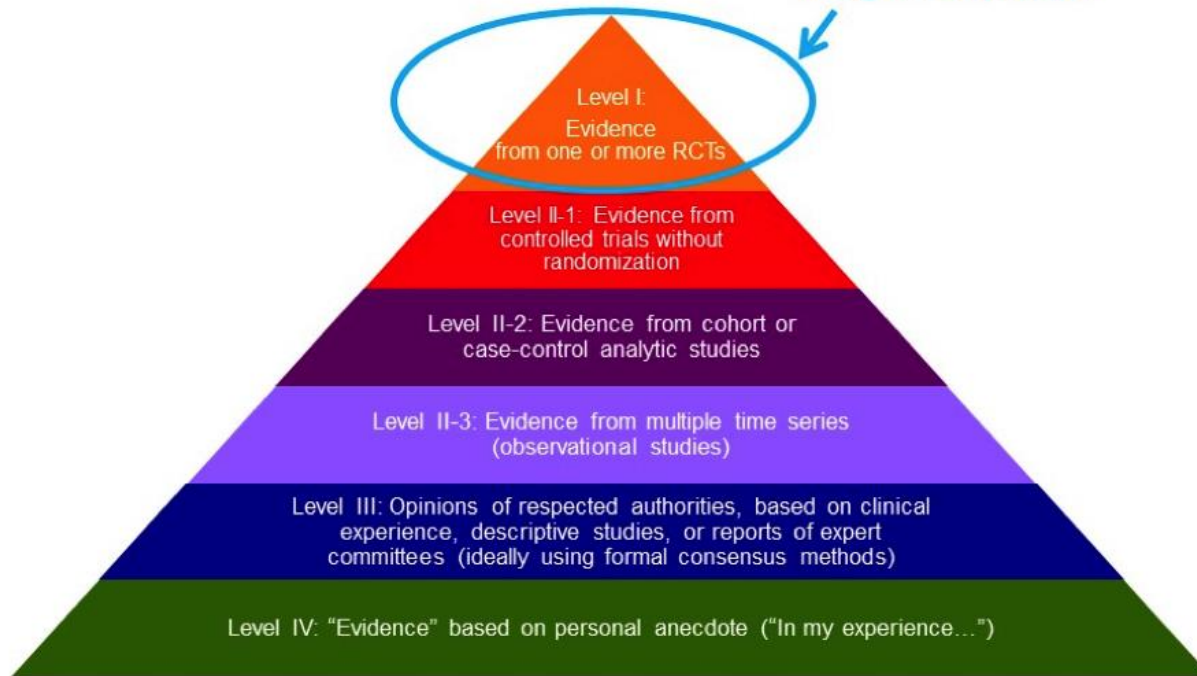 Level I:
Evidence
from one or more RCTs
Level II-1: Evidence from
controlled trials without
randomization
Level II-2: Evidence from cohort or
case-control analytic studies
Level II-3: Evidence from multiple time series
(observational studies)
Level III: Opinions of respected authorities, based on clinical
experience, descriptive studies, or reports of expert
committees (ideally using formal consensus methods)
Level IV: “Evidence” based on personal anecdote (“In my experience…”)